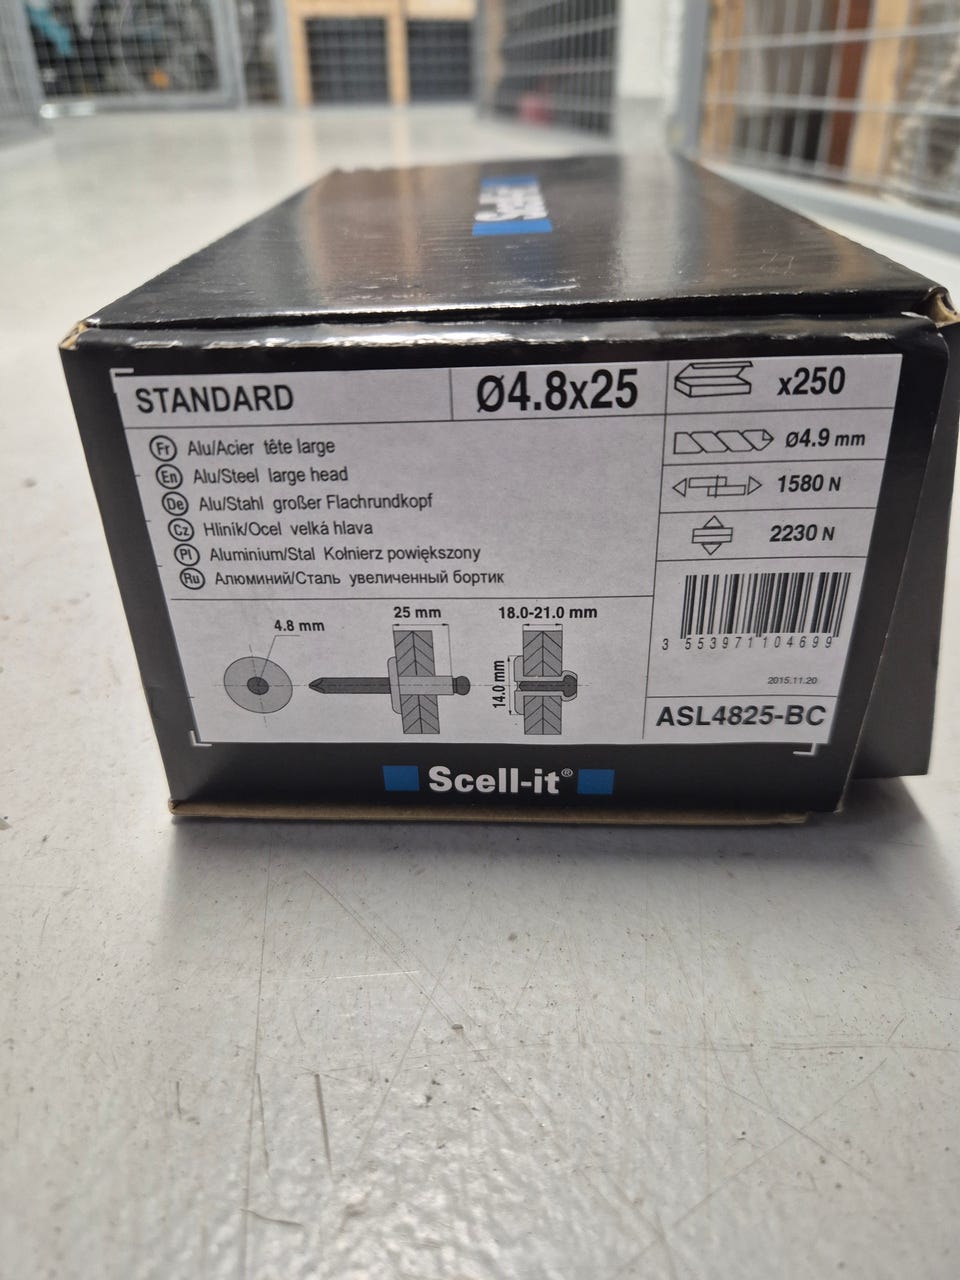 Scell-it
STANDARD
Ø4.8x25
x250
Fr Alu/Acier tête large
En Alu/Steel large head
De Alu/Stahl großer Flachrundkopf
Cz Hliník/Ocel velká hlava
Pl Aluminium/Stal Kołnierz powiększony
Ru Алюминий/Сталь увеличенный бортик
ø4.9 mm
1580 N
2230 N
4.8 mm
25 mm
18.0-21.0 mm
14.0 mm
3 553971 104699
2015.11.20
ASL4825-BC
Scell-it®